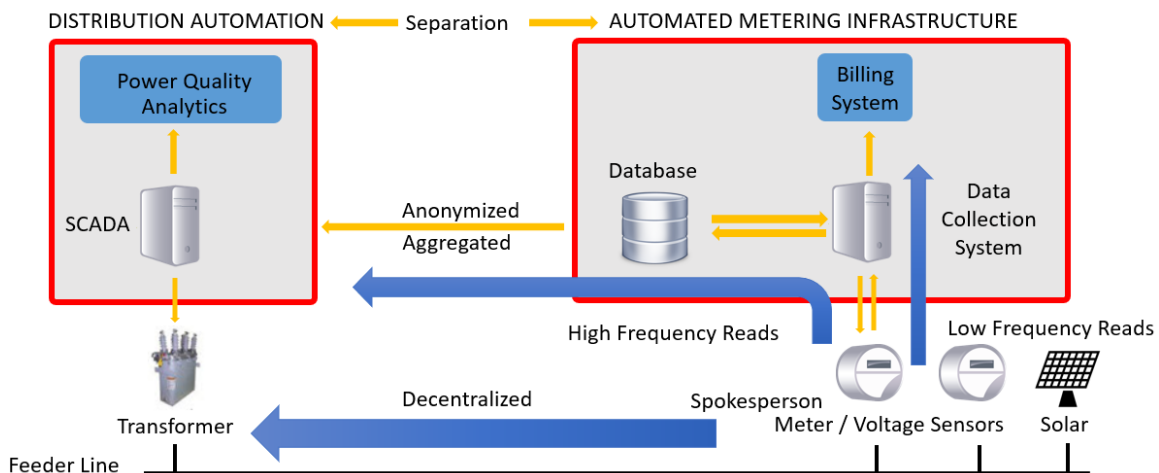 DISTRIBUTION AUTOMATION
Separation
AUTOMATED METERING INFRASTRUCTURE
Power Quality
Analytics
Billing
System
Database
SCADA
Anonymized
Aggregated
Data
Collection
System
High Frequency Reads
Low Frequency Reads
Decentralized
Spokesperson
Transformer
Meter / Voltage Sensors
Solar
Feeder Line